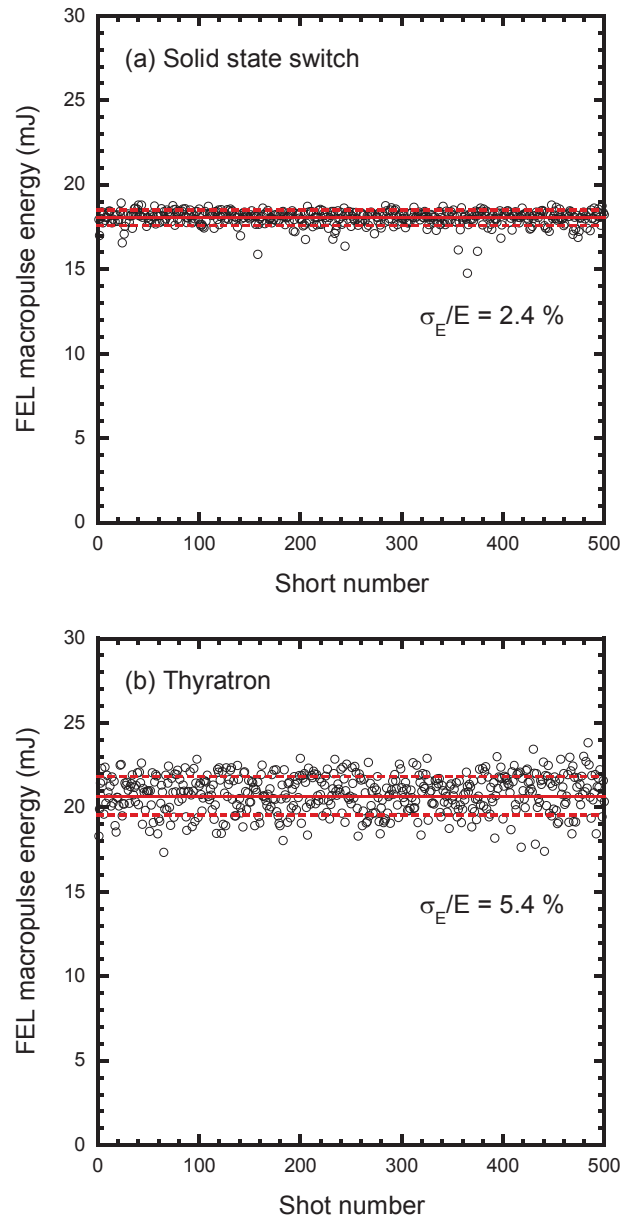 30
(a) Solid state switch
25
20
15
σE/E = 2.4 %
10
5
0
FEL macropulse energy (mJ)
0 100 200 300 400 500
Short number
30
(b) Thyratron
25
20
15
σE/E = 5.4 %
10
5
0
FEL macropulse energy (mJ)
0 100 200 300 400 500
Shot number